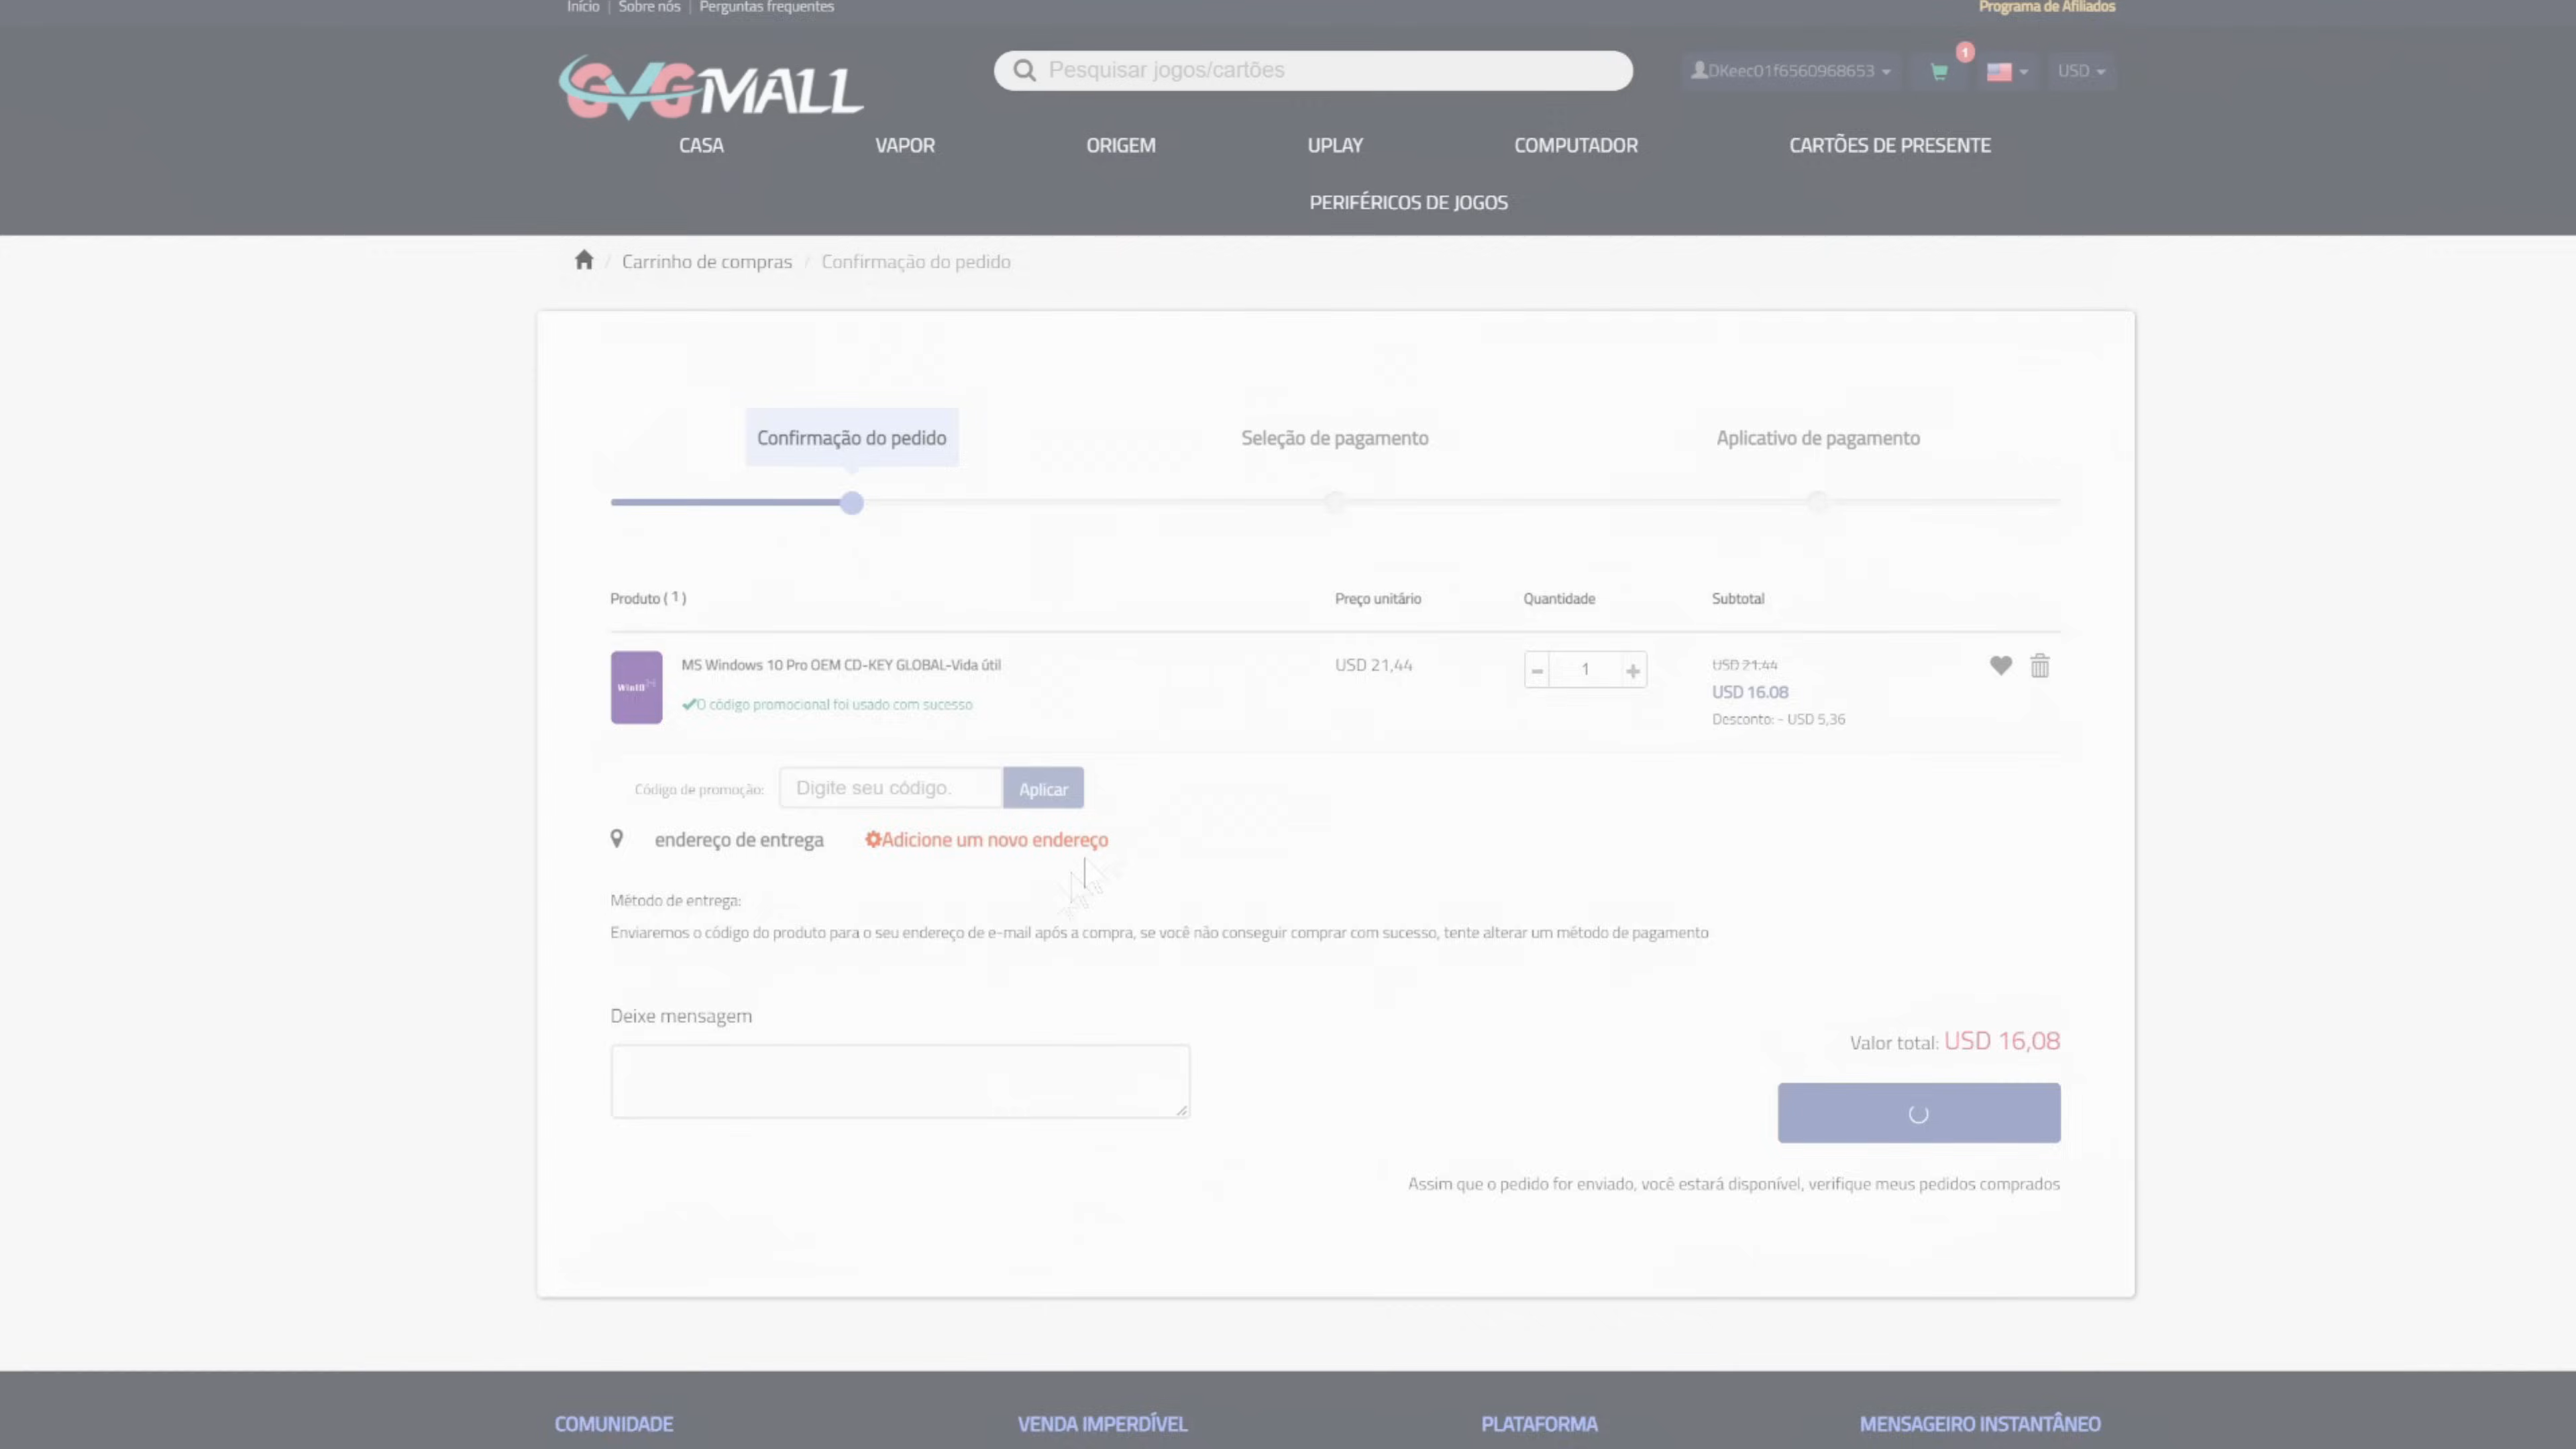 Início | Sobre nós | Perguntas frequentes
Programa de Afiliados
GVGMALL
Pesquisar jogos/cartões
DKeec01f6560968653
1
USD
CASA
VAPOR
ORIGEM
UPLAY
COMPUTADOR
CARTÕES DE PRESENTE
PERIFÉRICOS DE JOGOS
/ Carrinho de compras / Confirmação do pedido
Confirmação do pedido
Seleção de pagamento
Aplicativo de pagamento
Produto ( 1 )
Preço unitário
Quantidade
Subtotal
Win10
MS Windows 10 Pro OEM CD-KEY GLOBAL-Vida útil
USD 21,44
1
USD 21.44
O código promocional foi usado com sucesso
USD 16.08
Desconto: - USD 5,36
Código de promoção:
Digite seu código.
Aplicar
endereço de entrega
Adicione um novo endereço
Método de entrega:
Enviaremos o código do produto para o seu endereço de e-mail após a compra, se você não conseguir comprar com sucesso, tente alterar um método de pagamento
Deixe mensagem
Valor total: USD 16,08
Assim que o pedido for enviado, você estará disponível, verifique meus pedidos comprados
COMUNIDADE
VENDA IMPERDÍVEL
PLATAFORMA
MENSAGEIRO INSTANTÂNEO